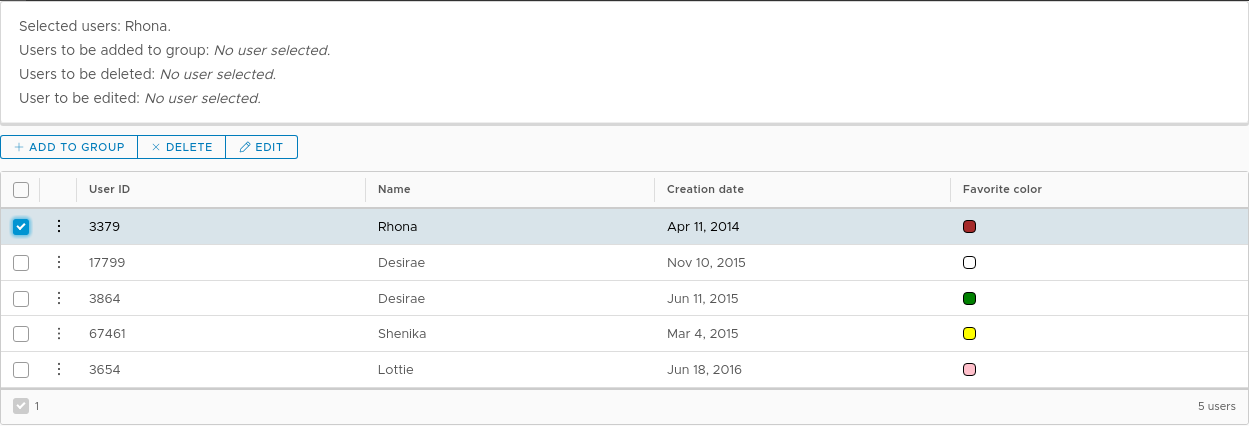 Selected users: Rhona.
Users to be added to group: No user selected.
Users to be deleted: No user selected.
User to be edited: No user selected.
ADD TO GROUP DELETE EDIT
User ID Name Creation date Favorite color
3379 Rhona Apr 11, 2014
17799 Desirae Nov 10, 2015
3864 Desirae Jun 11, 2015
67461 Shenika Mar 4, 2015
3654 Lottie Jun 18, 2016
1 5 users